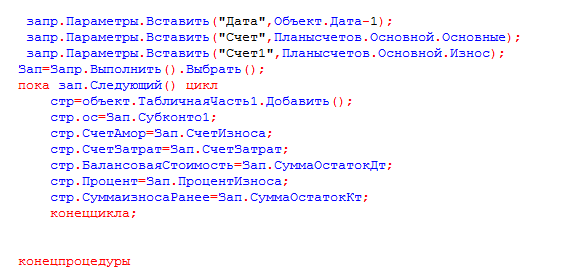 запр.Параметры.Вставить("Дата",Объект.Дата-1);
запр.Параметры.Вставить("Счет",Планысчетов.Основной.Основные);
запр.Параметры.Вставить("Счет1",Планысчетов.Основной.Износ);
Зап=Запр.Выполнить().Выбрать();
пока зап.Следующий() цикл
стр=объект.ТабличнаяЧасть1.Добавить();
стр.ос=Зап.Субконто1;
стр.СчетАмор=Зап.СчетИзноса;
стр.СчетЗатрат=Зап.СчетЗатрат;
стр.БалансоваяСтоимость=Зап.СуммаОстатокДт;
стр.Процент=Зап.ПроцентИзноса;
стр.СуммаизносаРанее=Зап.СуммаОстатокКт;
конеццикла;
конецпроцедуры